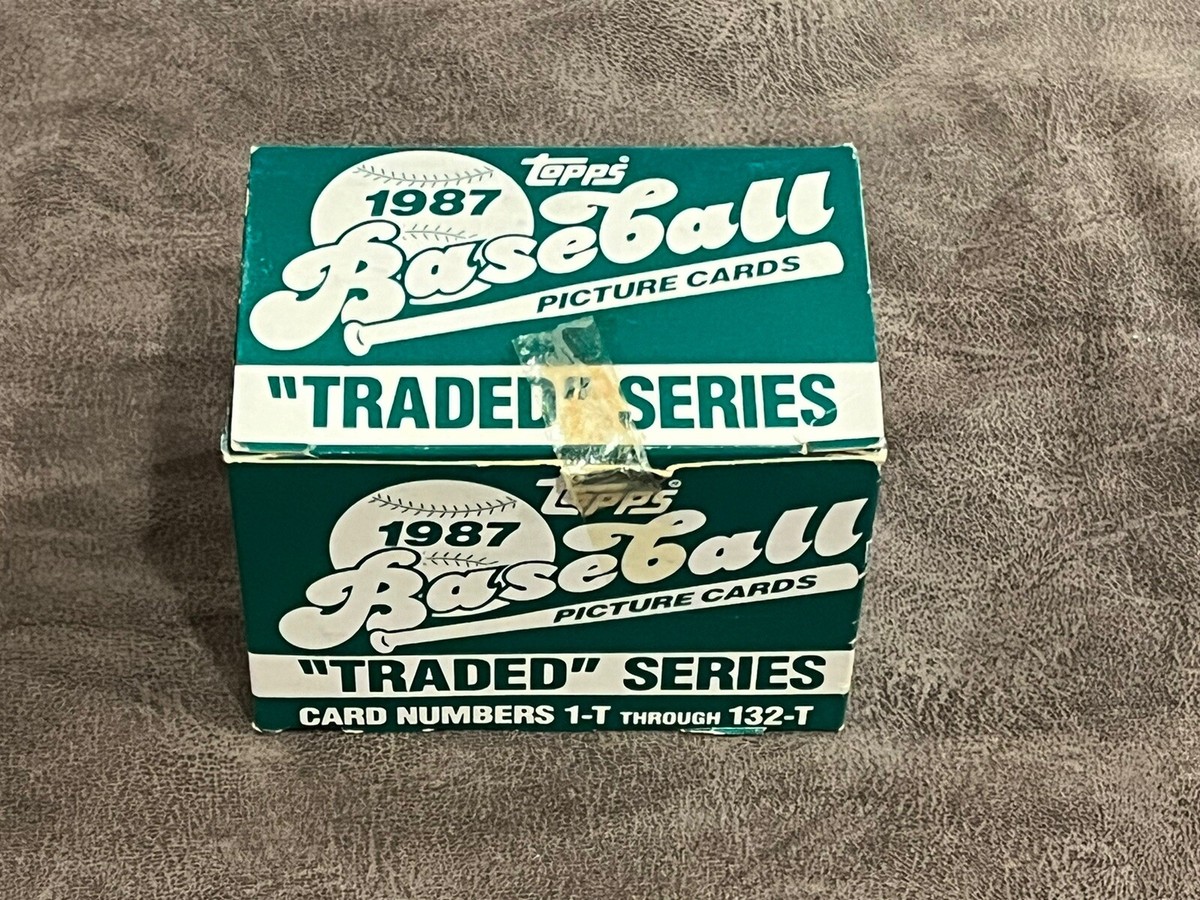 Topps
1987
Baseball
PICTURE CARDS
"TRADED" SERIES
Topps®
1987
Baseball
PICTURE CARDS
"TRADED" SERIES
CARD NUMBERS 1-T THROUGH 132-T